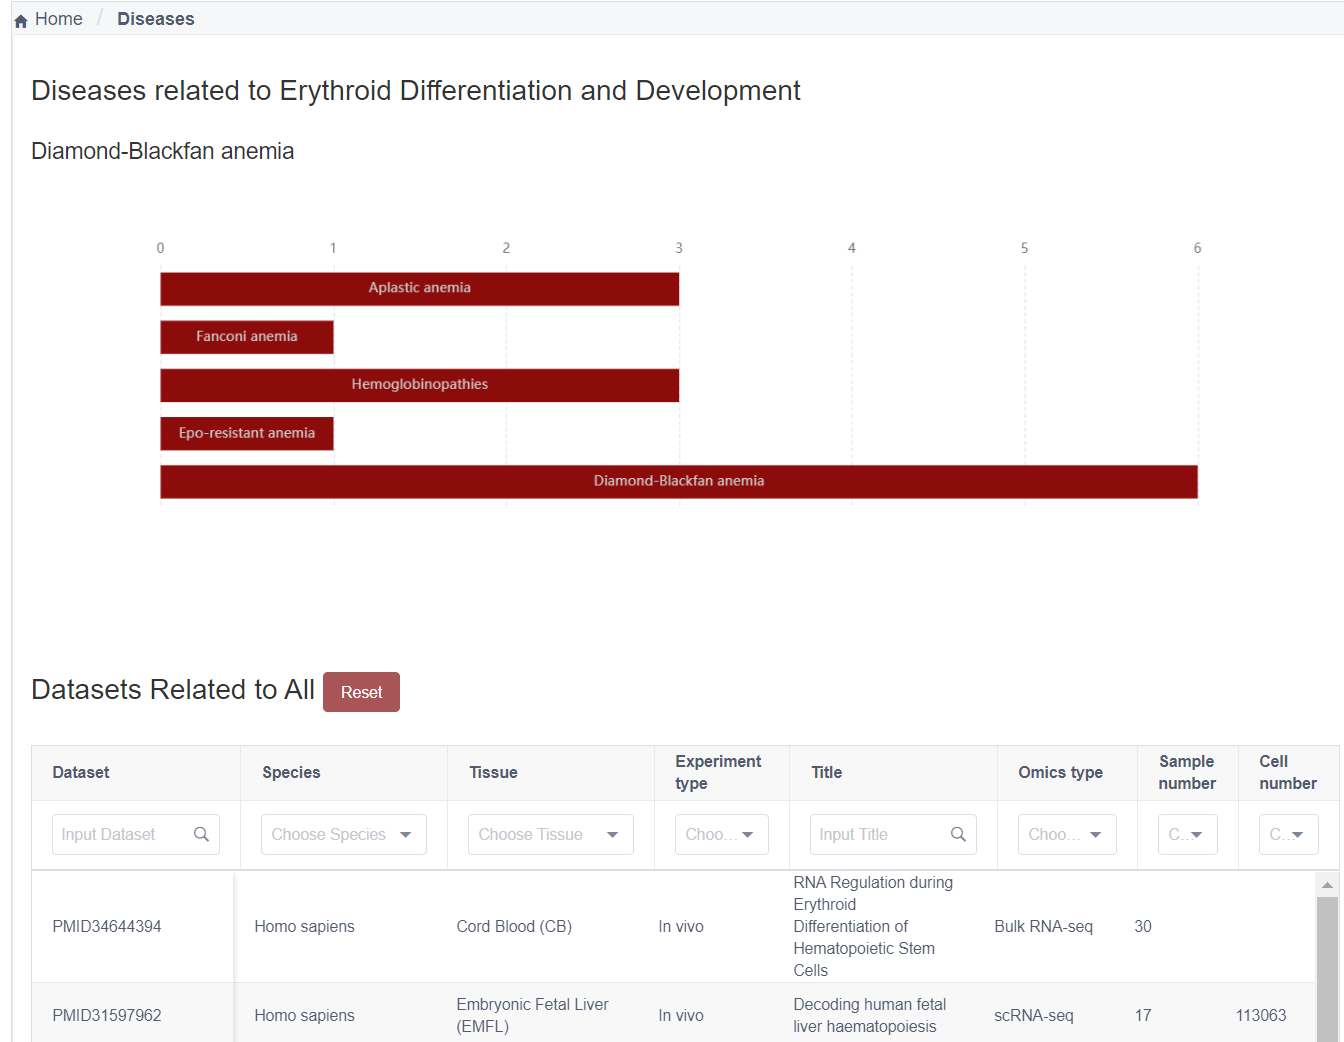 Home / Diseases
Diseases related to Erythroid Differentiation and Development
Diamond-Blackfan anemia
0 1 2 3 4 5 6
Aplastic anemia
Fanconi anemia
Hemoglobinopathies
Epo-resistant anemia
Diamond-Blackfan anemia
Datasets Related to All Reset
Dataset Species Tissue Experiment type Title Omics type Sample number Cell number
Input Dataset Choose Species Choose Tissue Choo... Input Title Choo... C... C...
PMID34644394 Homo sapiens Cord Blood (CB) In vivo RNA Regulation during Erythroid Differentiation of Hematopoietic Stem Cells Bulk RNA-seq 30
PMID31597962 Homo sapiens Embryonic Fetal Liver (EMFL) In vivo Decoding human fetal liver haematopoiesis scRNA-seq 17 113063